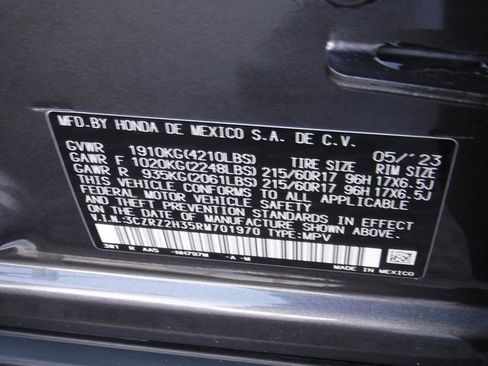 MFD.BY HONDA DE MEXICO S.A. DE C.V.
GVWR 1910KG(4210LBS) 05/'23
GAWR F 1020KG(2248LBS) TIRE SIZE RIM SIZE
GAWR R 935KG(2061LBS) 215/60R17 96H 17X6.5J
215/60R17 96H 17X6.5J
THIS VEHICLE CONFORMS TO ALL APPLICABLE
FEDERAL MOTOR VEHICLE SAFETY AND
THEFT PREVENTION STANDARDS IN EFFECT
ON THE DATE OF MANUFACTURE SHOWN ABOVE.
V.I.N.:3CZRZ2H35RM701970 TYPE:MPV
3W1 R AA5 -NH797M -A -M
MADE IN MEXICO